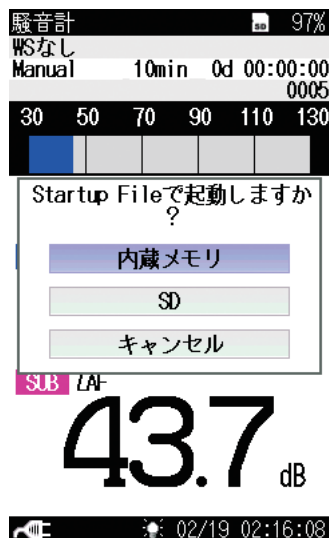 騒音計 SD 97%
WSなし
Manual 10min 0d 00:00:00
0005
30 50 70 90 110 130
Startup Fileで起動しますか
?
内蔵メモリ
SD
キャンセル
SUB
43.7 dB
02/19 02:16:08